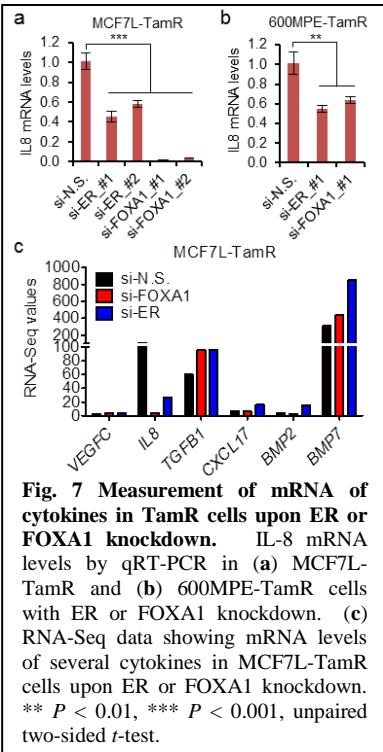 a
MCF7L-TamR
***
IL8 mRNA levels
1.2
1.0
0.8
0.6
0.4
0.2
0.0
si-N.S.
si-ER_#1
si-ER_#2
si-FOXA1_#1
si-FOXA1_#2
b
600MPE-TamR
**
IL8 mRNA levels
1.2
1.0
0.8
0.6
0.4
0.2
0.0
si-N.S.
si-ER_#1
si-FOXA1_#1
c
MCF7L-TamR
si-N.S.
si-FOXA1
si-ER
RNA-Seq values
1000
800
600
400
200
100
80
60
40
20
0
VEGFC
IL8
TGFB1
CXCL17
BMP2
BMP7
Fig. 7 Measurement of mRNA of
cytokines in TamR cells upon ER or
FOXA1 knockdown. IL-8 mRNA
levels by qRT-PCR in (a) MCF7L-
TamR and (b) 600MPE-TamR cells
with ER or FOXA1 knockdown. (c)
RNA-Seq data showing mRNA levels
of several cytokines in MCF7L-TamR
cells upon ER or FOXA1 knockdown.
** P < 0.01, *** P < 0.001, unpaired
two-sided t-test.